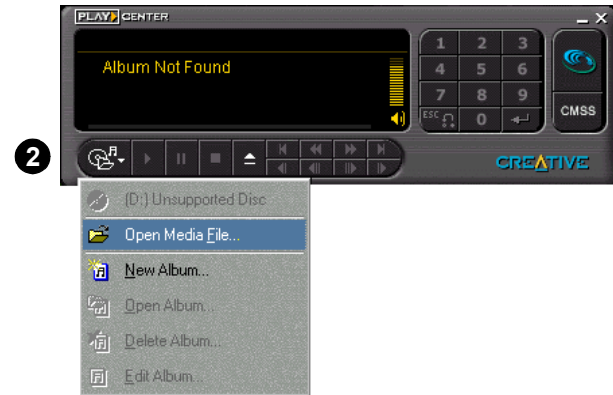 PLAY CENTER
Album Not Found
1 2 3
4 5 6
7 8 9
ESC 0
CMSS
2
CREATIVE
(D:) Unsupported Disc
Open Media File...
New Album...
Open Album...
Delete Album...
Edit Album...